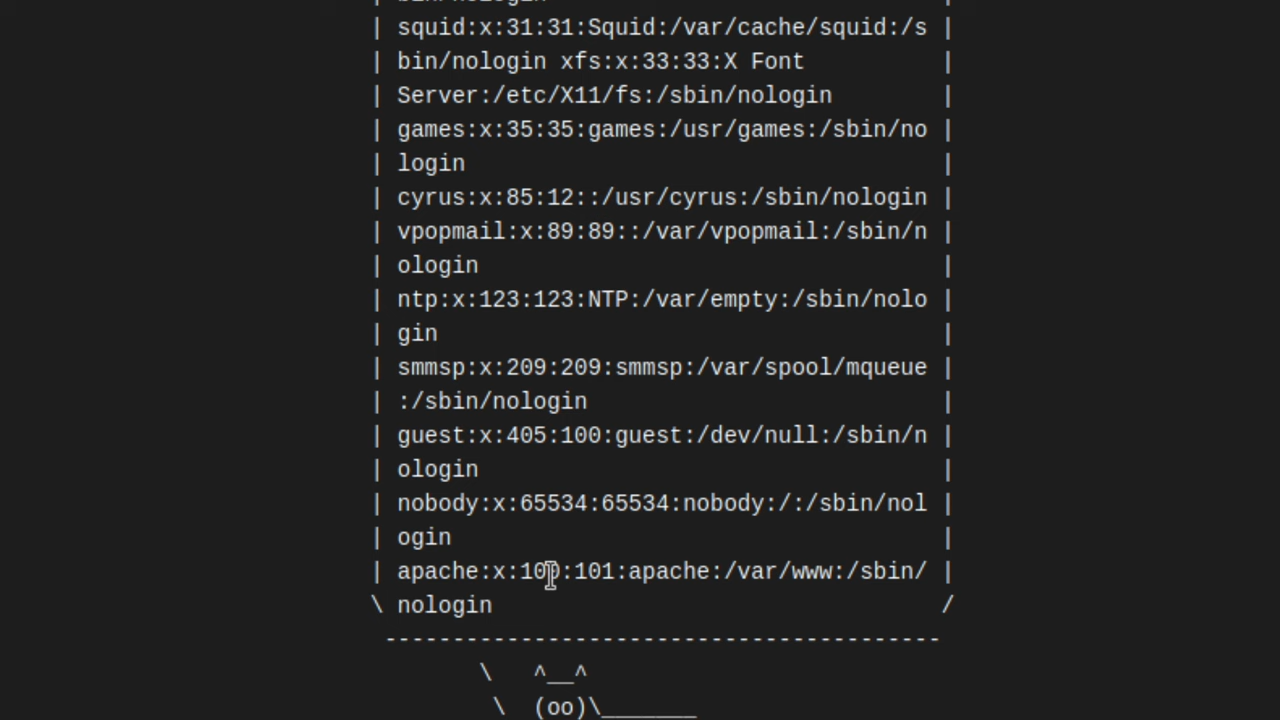 | squid:x:31:31:Squid:/var/cache/squid:/s |
| bin/nologin xfs:x:33:33:X Font |
| Server:/etc/X11/fs:/sbin/nologin |
| games:x:35:35:games:/usr/games:/sbin/no |
| login |
| cyrus:x:85:12::/usr/cyrus:/sbin/nologin |
| vpopmail:x:89:89::/var/vpopmail:/sbin/n |
| ologin |
| ntp:x:123:123:NTP:/var/empty:/sbin/nolo |
| gin |
| smmsp:x:209:209:smmsp:/var/spool/mqueue |
| :/sbin/nologin |
| guest:x:405:100:guest:/dev/null:/sbin/n |
| ologin |
| nobody:x:65534:65534:nobody:/:/sbin/nol |
| ogin |
| apache:x:100:101:apache:/var/www:/sbin/ |
\ nologin /
-----------------------------------------
\ ^__^
\ (oo)\_______